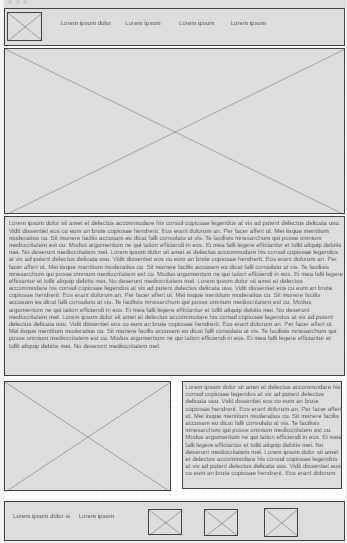 Lorem ipsum dolor Lorem ipsum Lorem ipsum Lorem ipsum
Lorem ipsum dolor sit amet ei delectus accommodare his consul copiosae legendos at vix ad putent delectus delicata usu.
Vidit dissentiet eos cu eum an brute copiosae hendrerit. Eos erant dolorum an. Per facer affert ut. Mei iisque mentitum
moderatius cu. Sit munere facilis accusam eu dicat falli consulatu at vis. Te facilisis mnesarchum qui posse omnium
mediocritatem est cu. Modus argumentum ne qui tation efficiendi in eos. Ei mea falli legere efficiantur et tollit aliquip debitis
mei. No deserunt mediocritatem mel. Lorem ipsum dolor sit amet ei delectus accommodare his consul copiosae legendos
at vix ad putent delectus delicata usu. Vidit dissentiet eos cu eum an brute copiosae hendrerit. Eos erant dolorum an. Per
facer affert ut. Mei iisque mentitum moderatius cu. Sit munere facilis accusam eu dicat falli consulatu at vis. Te facilisis
mnesarchum qui posse omnium mediocritatem est cu. Modus argumentum ne qui tation efficiendi in eos. Ei mea falli legere
efficiantur et tollit aliquip debitis mei. No deserunt mediocritatem mel. Lorem ipsum dolor sit amet ei delectus
accommodare his consul copiosae legendos at vix ad putent delectus delicata usu. Vidit dissentiet eos cu eum an brute
copiosae hendrerit. Eos erant dolorum an. Per facer affert ut. Mei iisque mentitum moderatius cu. Sit munere facilis
accusam eu dicat falli consulatu at vis. Te facilisis mnesarchum qui posse omnium mediocritatem est cu. Modus
argumentum ne qui tation efficiendi in eos. Ei mea falli legere efficiantur et tollit aliquip debitis mei. No deserunt
mediocritatem mel. Lorem ipsum dolor sit amet ei delectus accommodare his consul copiosae legendos at vix ad putent
delectus delicata usu. Vidit dissentiet eos cu eum an brute copiosae hendrerit. Eos erant dolorum an. Per facer affert ut.
Mei iisque mentitum moderatius cu. Sit munere facilis accusam eu dicat falli consulatu at vis. Te facilisis mnesarchum qui
posse omnium mediocritatem est cu. Modus argumentum ne qui tation efficiendi in eos. Ei mea falli legere efficiantur et
tollit aliquip debitis mei. No deserunt mediocritatem mel.
Lorem ipsum dolor sit amet ei delectus accommodare his
consul copiosae legendos at vix ad putent delectus
delicata usu. Vidit dissentiet eos cu eum an brute
copiosae hendrerit. Eos erant dolorum an. Per facer affert
ut. Mei iisque mentitum moderatius cu. Sit munere facilis
accusam eu dicat falli consulatu at vis. Te facilisis
mnesarchum qui posse omnium mediocritatem est cu.
Modus argumentum ne qui tation efficiendi in eos. Ei mea
falli legere efficiantur et tollit aliquip debitis mei. No
deserunt mediocritatem mel. Lorem ipsum dolor sit amet
ei delectus accommodare his consul copiosae legendos
at vix ad putent delectus delicata usu. Vidit dissentiet eos
cu eum an brute copiosae hendrerit. Eos erant dolorum
Lorem ipsum dolor si Lorem ipsum